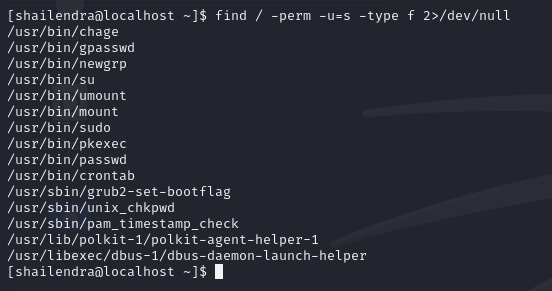 [shailendra@localhost ~]$ find / -perm -u=s -type f 2>/dev/null
/usr/bin/chage
/usr/bin/gpasswd
/usr/bin/newgrp
/usr/bin/su
/usr/bin/umount
/usr/bin/mount
/usr/bin/sudo
/usr/bin/pkexec
/usr/bin/passwd
/usr/bin/crontab
/usr/sbin/grub2-set-bootflag
/usr/sbin/unix_chkpwd
/usr/sbin/pam_timestamp_check
/usr/lib/polkit-1/polkit-agent-helper-1
/usr/libexec/dbus-1/dbus-daemon-launch-helper
[shailendra@localhost ~]$